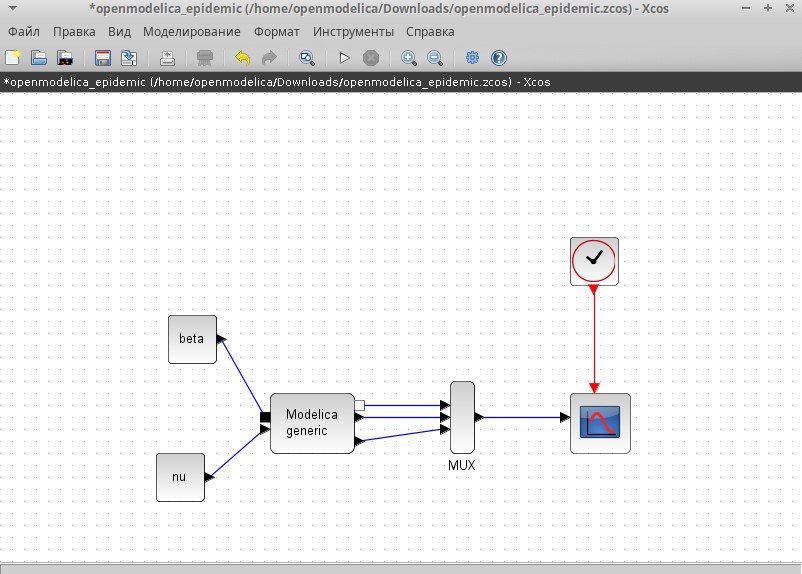 *openmodelica_epidemic (/home/openmodelica/Downloads/openmodelica_epidemic.zcos) - Xcos
Файл Правка Вид Моделирование Формат Инструменты Справка
*openmodelica_epidemic (/home/openmodelica/Downloads/openmodelica_epidemic.zcos) - Xcos
beta
Modelica
generic
MUX
nu